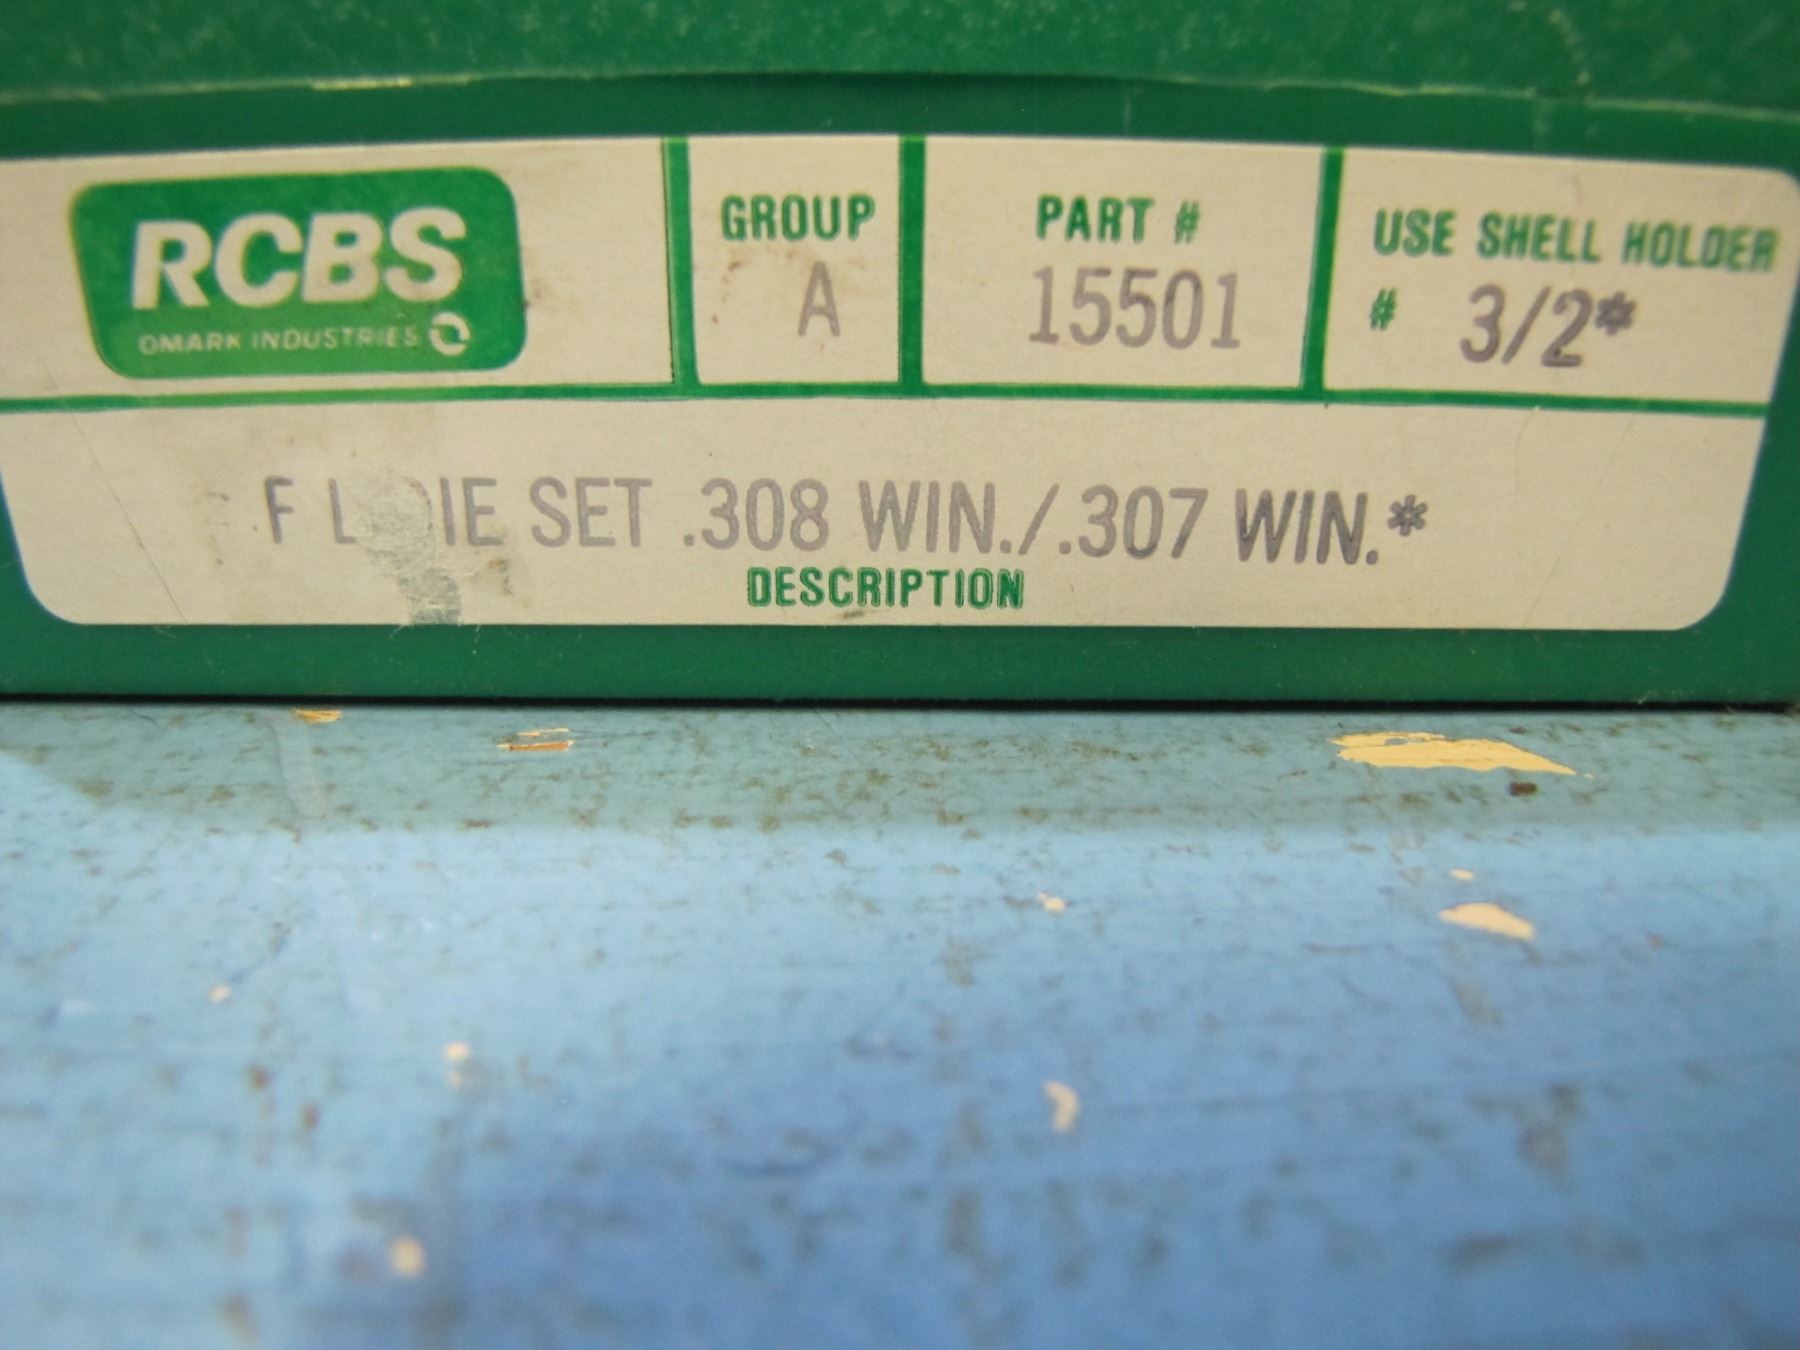 RCBS
OMARK INDUSTRIES
GROUP
A
PART #
15501
USE SHELL HOLDER
# 3/2*
F L IE SET .308 WIN./.307 WIN.*
DESCRIPTION